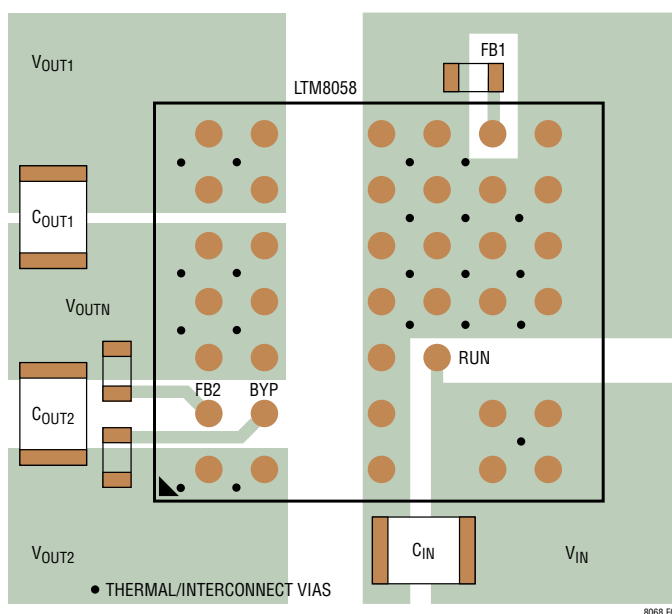 VOUT1
FB1
LTM8058
COUT1
VOUTN
RUN
FB2 BYP
COUT2
VOUT2
CIN
VIN
● THERMAL/INTERCONNECT VIAS